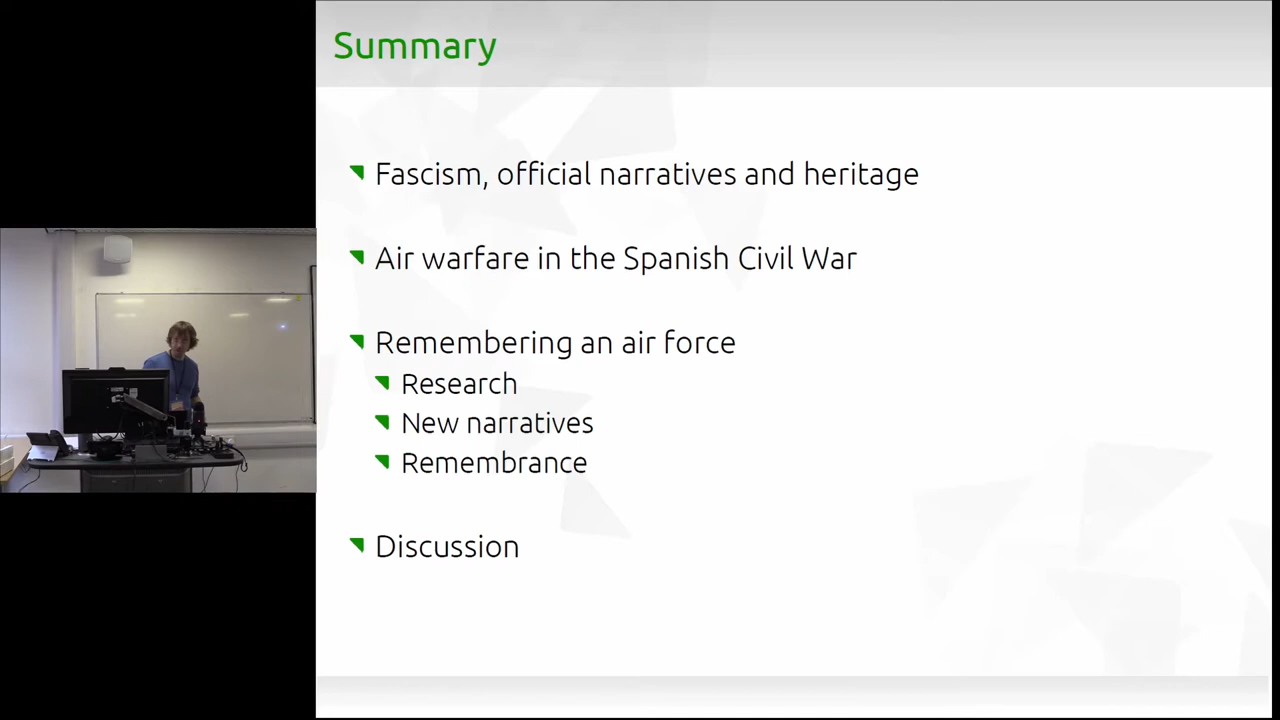 Summary
Fascism, official narratives and heritage
Air warfare in the Spanish Civil War
Remembering an air force
Research
New narratives
Remembrance
Discussion